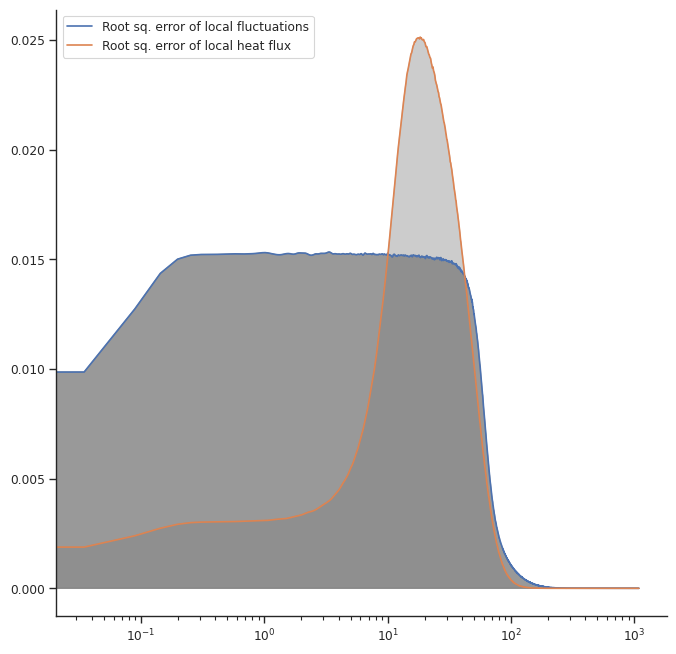 Root sq. error of local fluctuations
Root sq. error of local heat flux
0.025
0.020
0.015
0.010
0.005
0.000
10⁻¹ 10⁰ 10¹ 10² 10³